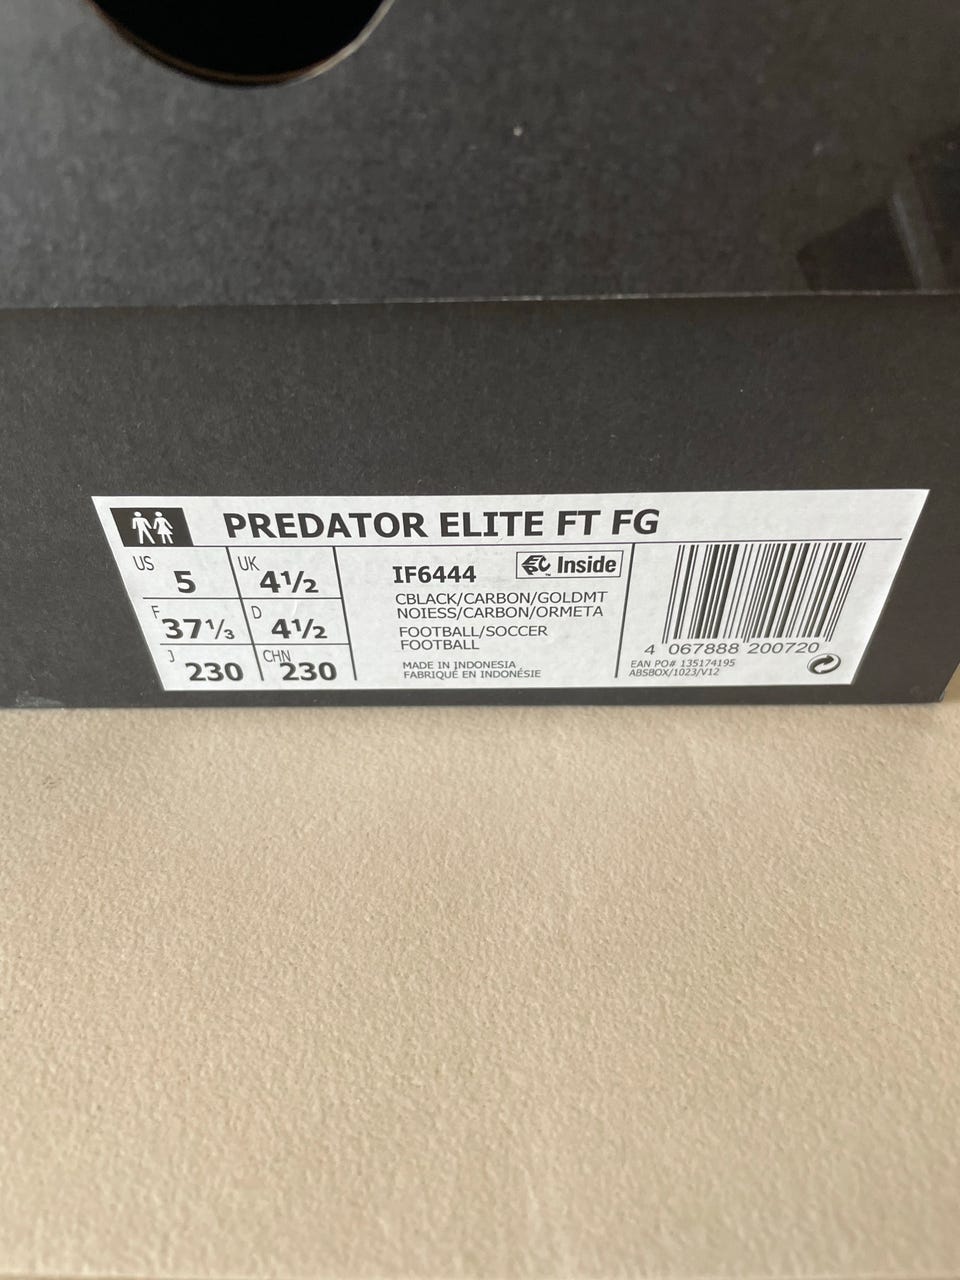 PREDATOR ELITE FT FG
US 5 UK 4½
F 37⅓ D 4½
J 230 CHN 230
IF6444 Inside
CBLACK/CARBON/GOLDMT
NOIESS/CARBON/ORMETA
FOOTBALL/SOCCER
FOOTBALL
MADE IN INDONESIA
FABRIQUÉ EN INDONÉSIE
4 067888 200720
EAN PO# 135174195
ABSBOX/1023/V12